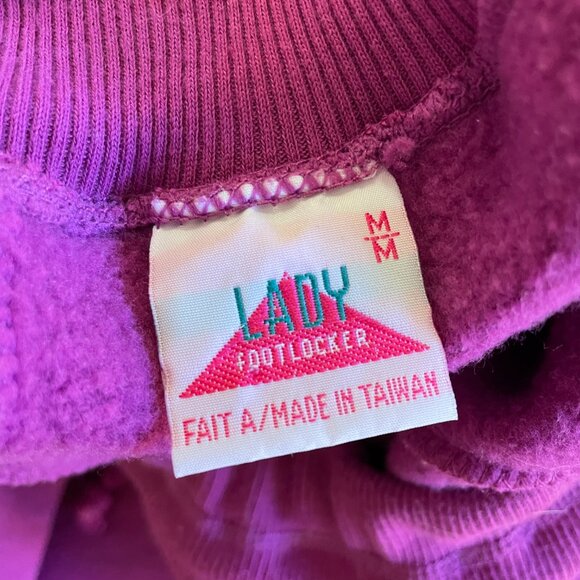 M
M
LADY
FOOTLOCKER
FAIT A/MADE IN TAIWAN